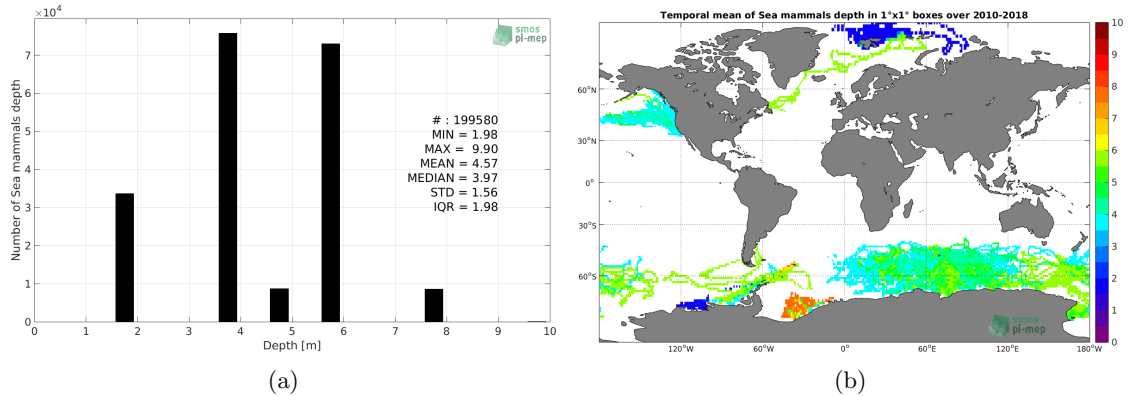 ×10⁴
smos
pi-mep
Number of Sea mammals depth
7
6
5
4
3
2
1
0
# : 199580
MIN = 1.98
MAX = 9.90
MEAN = 4.57
MEDIAN = 3.97
STD = 1.56
IQR = 1.98
0 1 2 3 4 5 6 7 8 9 10
Depth [m]
(a)
Temporal mean of Sea mammals depth in 1°x1° boxes over 2010-2018
60°N
30°N
0°
30°S
60°S
120°W 60°W 0° 60°E 120°E 180°W
smos
pi-mep
10
9
8
7
6
5
4
3
2
1
0
(b)